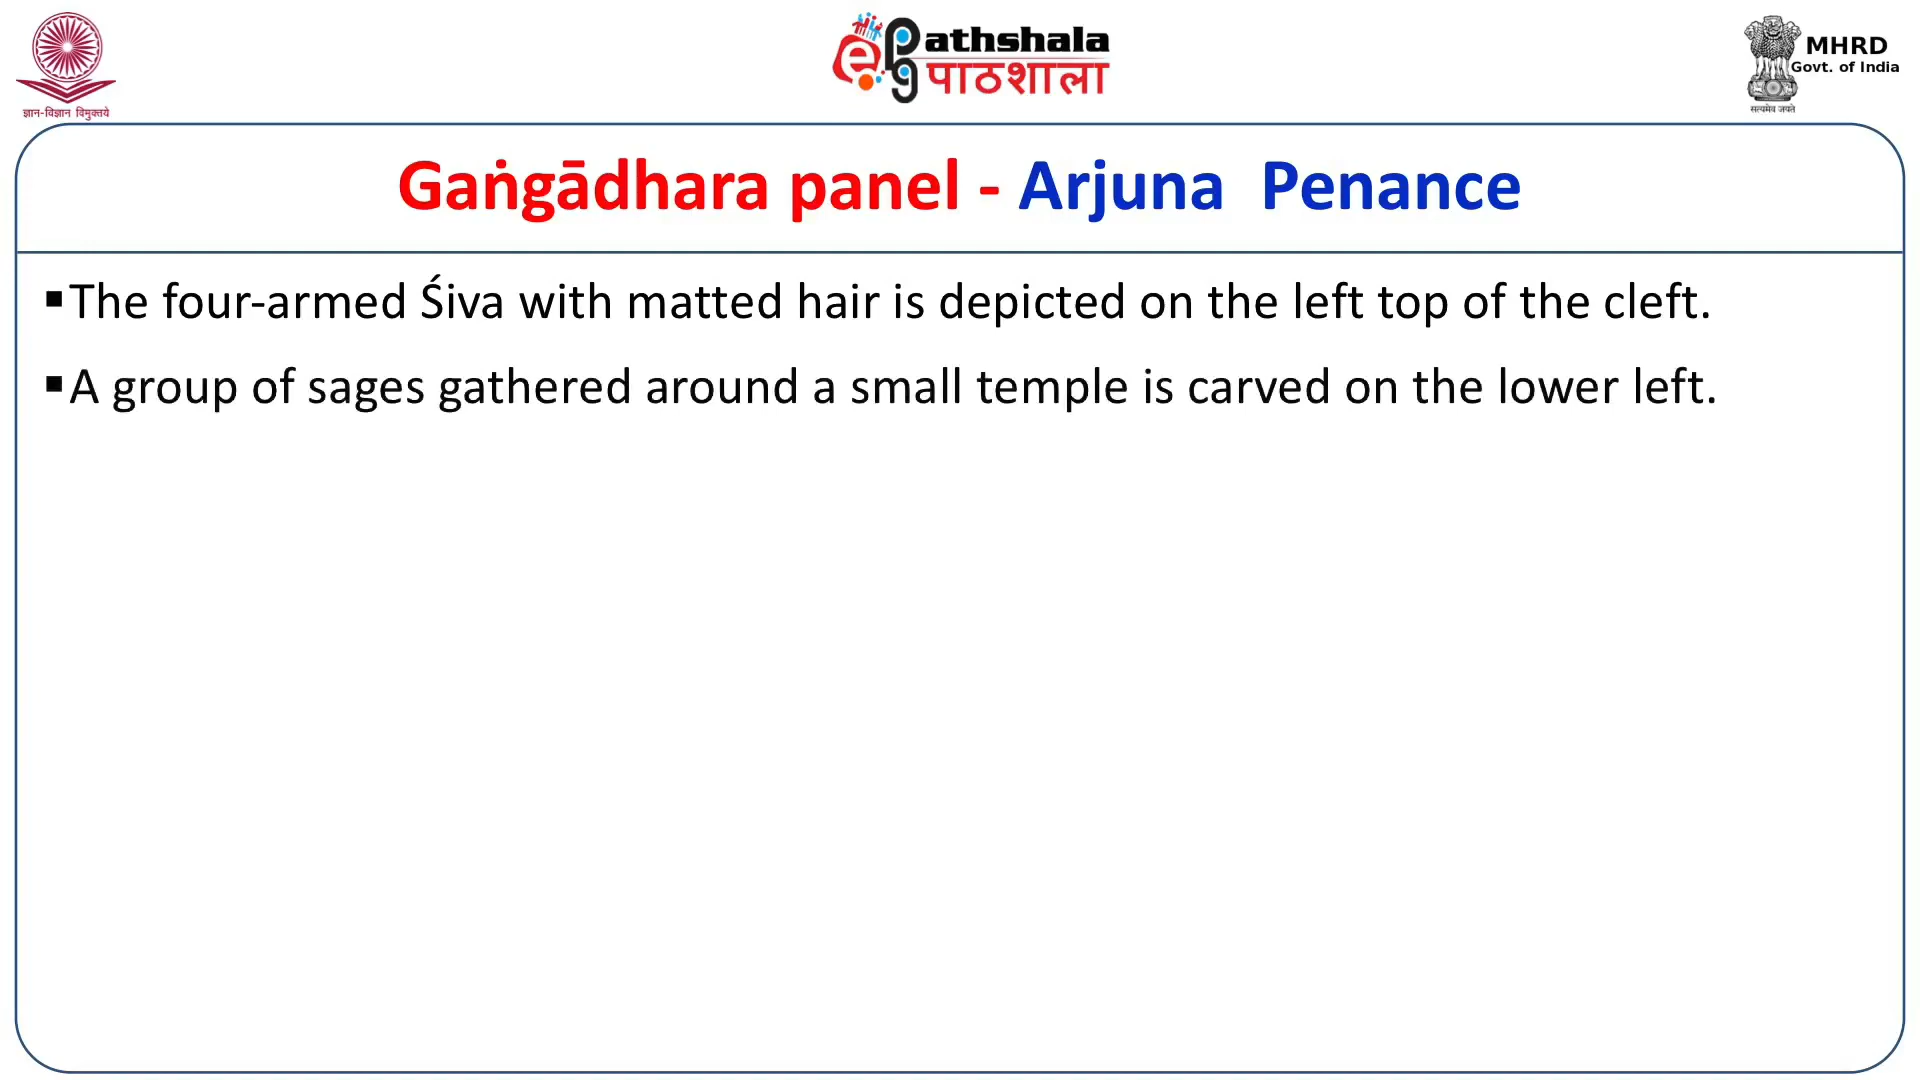 ज्ञान-विज्ञान विमुक्तये
e PG Pathshala
पाठशाला
MHRD
Govt. of India
सत्यमेव जयते
Gaṅgādhara panel - Arjuna  Penance
▪The four-armed Śiva with matted hair is depicted on the left top of the cleft.
▪A group of sages gathered around a small temple is carved on the lower left.